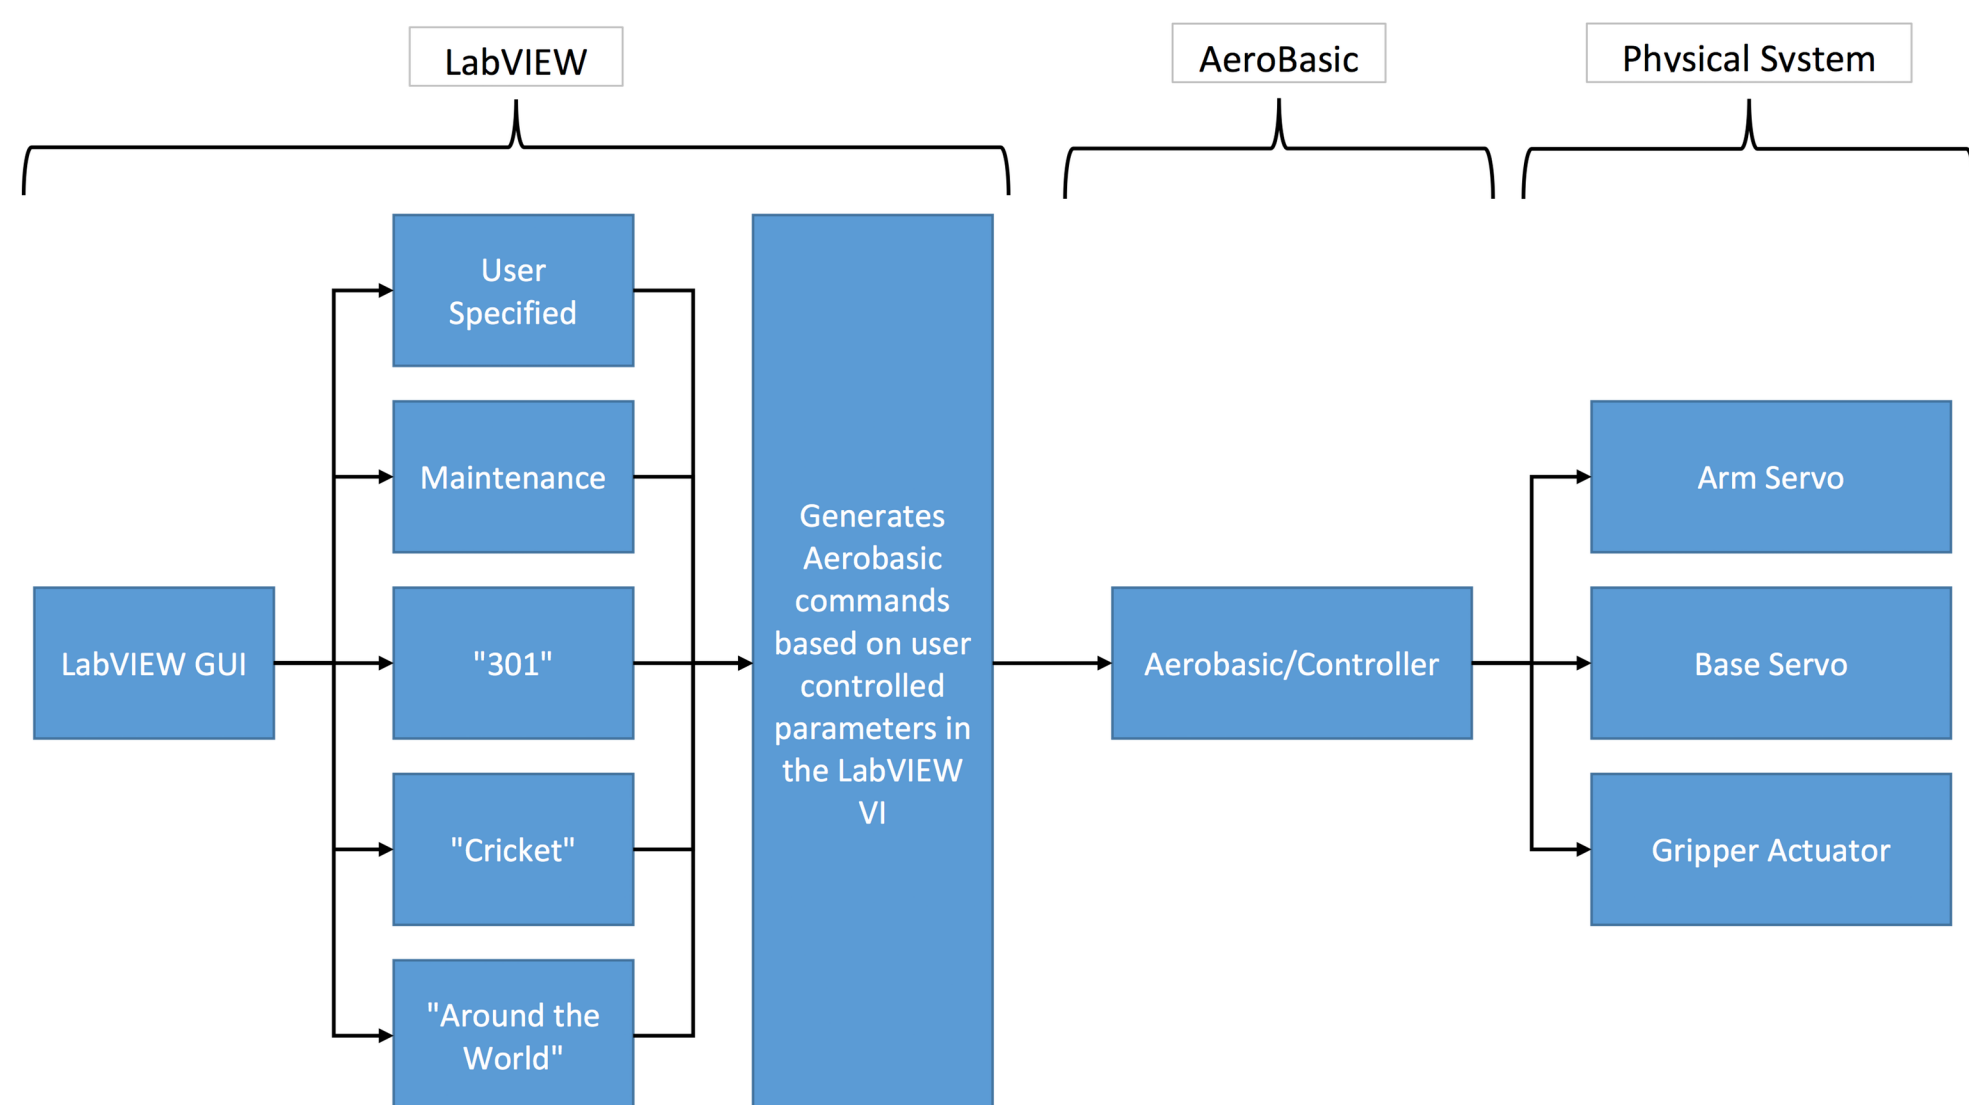 LabVIEW
AeroBasic
Physical System
User
Specified
Maintenance
LabVIEW GUI
"301"
"Cricket"
"Around the
World"
Generates
Aerobasic
commands
based on user
controlled
parameters in
the LabVIEW
VI
Aerobasic/Controller
Arm Servo
Base Servo
Gripper Actuator